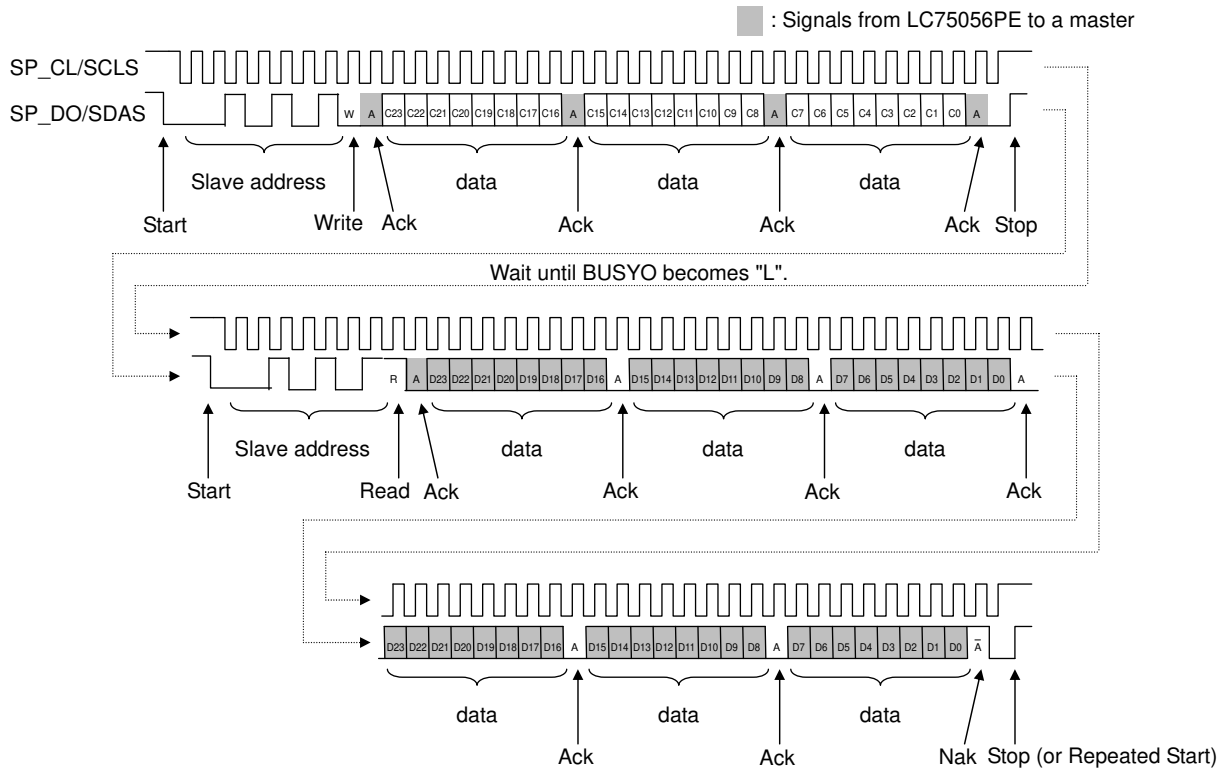 : Signals from LC75056PE to a master
SP_CL/SCLS
SP_DO/SDAS
W A C23 C22 C21 C20 C19 C18 C17 C16 A C15 C14 C13 C12 C11 C10 C9 C8 A C7 C6 C5 C4 C3 C2 C1 C0 A
Slave address data data data
Start Write Ack Ack Ack Ack Stop
Wait until BUSYO becomes "L".
R A D23 D22 D21 D20 D19 D18 D17 D16 A D15 D14 D13 D12 D11 D10 D9 D8 A D7 D6 D5 D4 D3 D2 D1 D0 A
Slave address data data data
Start Read Ack Ack Ack Ack
D23 D22 D21 D20 D19 D18 D17 D16 A D15 D14 D13 D12 D11 D10 D9 D8 A D7 D6 D5 D4 D3 D2 D1 D0 A̅
data data data
Ack Ack Nak Stop (or Repeated Start)